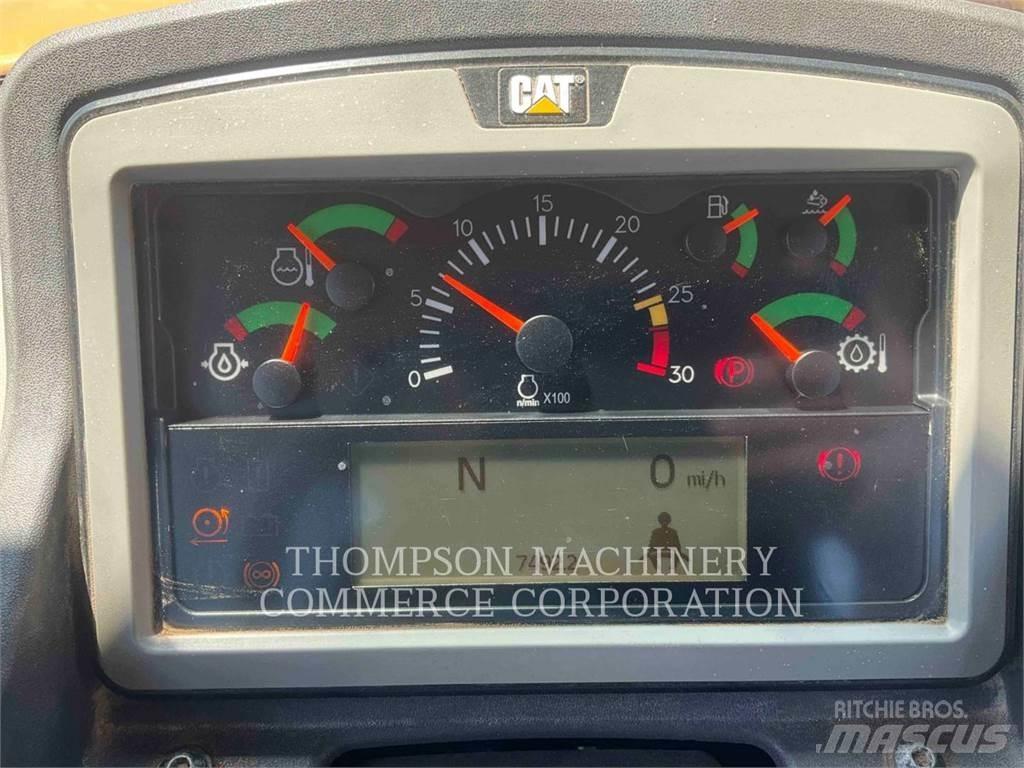 CAT®
0
5
10
15
20
25
30
n/min X100
P
N 0 mi/h
THOMPSON MACHINERY
COMMERCE CORPORATION
RITCHIE BROS.
MASCUS